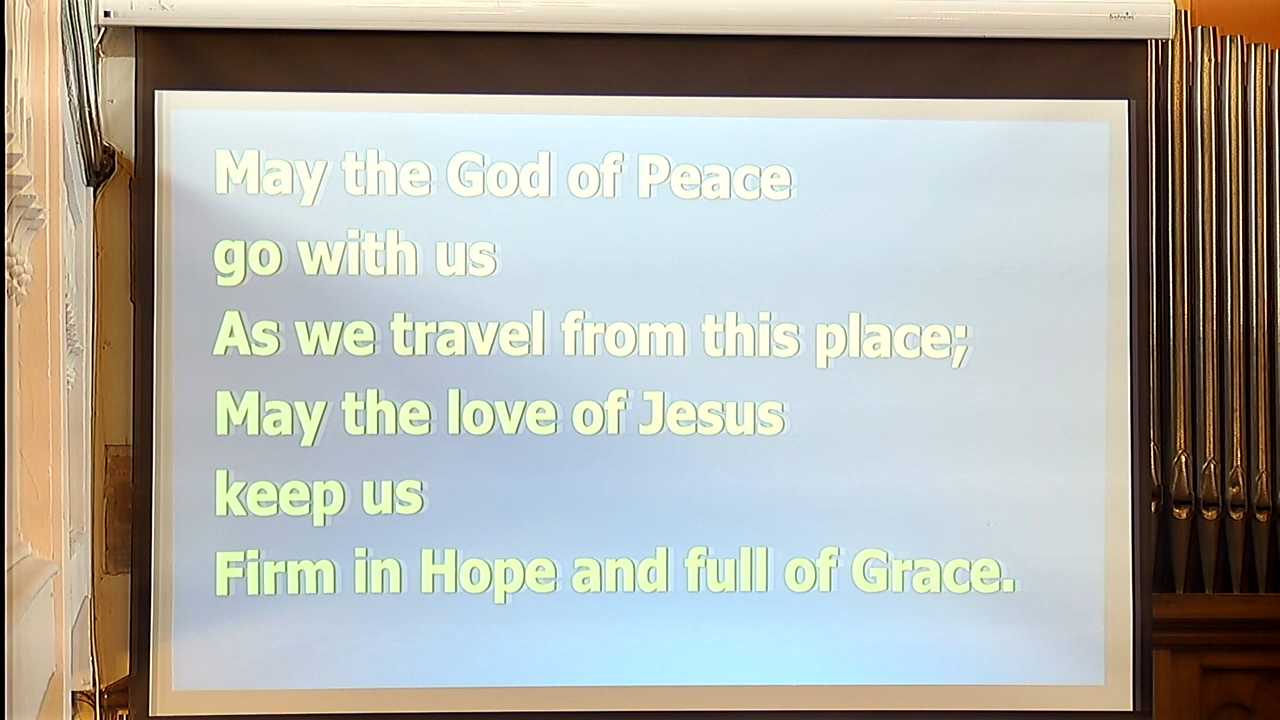 May the God of Peace
go with us
As we travel from this place;
May the love of Jesus
keep us
Firm in Hope and full of Grace.